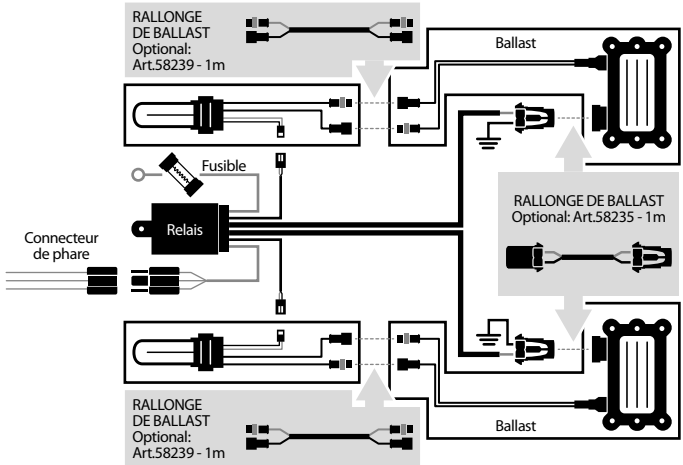 RALLONGE
DE BALLAST
Optional:
Art.58239 - 1m
Ballast
Fusible
RALLONGE DE BALLAST
Optional: Art.58235 - 1m
Relais
Connecteur
de phare
RALLONGE
DE BALLAST
Optional:
Art.58239 - 1m
Ballast